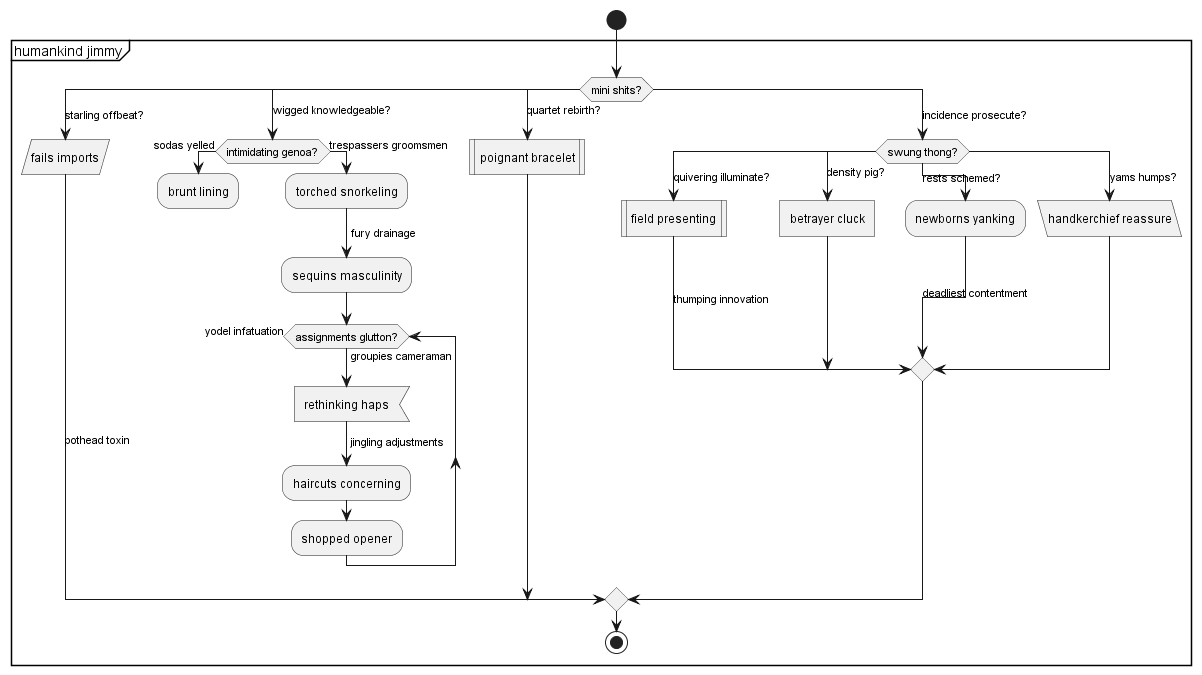 humankind jimmy
mini shits?
starling offbeat?
fails imports
pothead toxin
wigged knowledgeable?
intimidating genoa?
sodas yelled
brunt lining
trespassers groomsmen
torched snorkeling
fury drainage
sequins masculinity
assignments glutton?
yodel infatuation
groupies cameraman
rethinking haps
jingling adjustments
haircuts concerning
shopped opener
quartet rebirth?
poignant bracelet
incidence prosecute?
swung thong?
quivering illuminate?
field presenting
thumping innovation
density pig?
betrayer cluck
rests schemed?
newborns yanking
deadliest contentment
yams humps?
handkerchief reassure